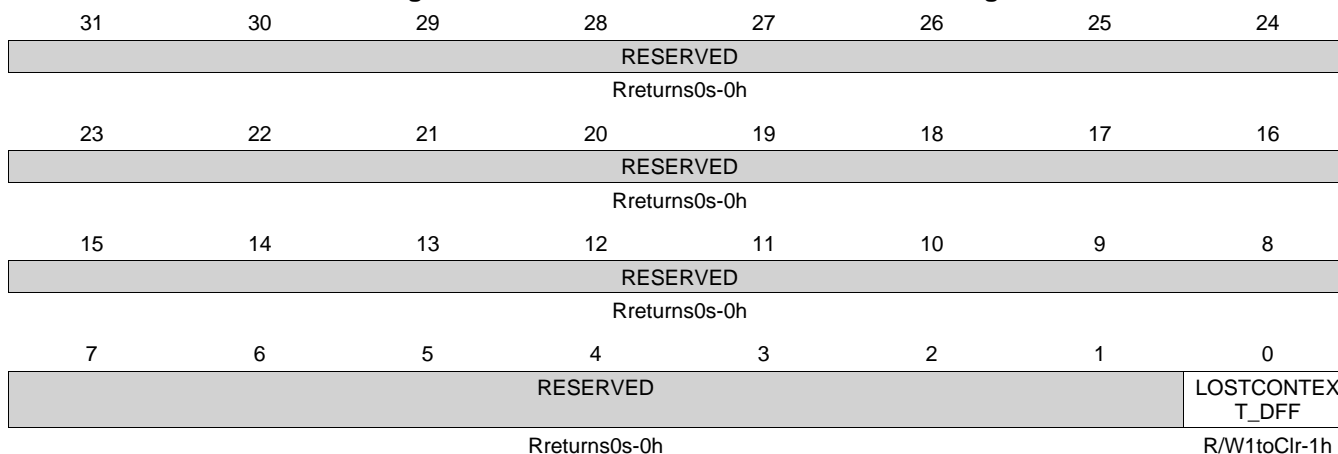 31 30 29 28 27 26 25 24
RESERVED
Rreturns0s-0h
23 22 21 20 19 18 17 16
RESERVED
Rreturns0s-0h
15 14 13 12 11 10 9 8
RESERVED
Rreturns0s-0h
7 6 5 4 3 2 1 0
RESERVED LOSTCONTEX
T_DFF
Rreturns0s-0h R/W1toClr-1h